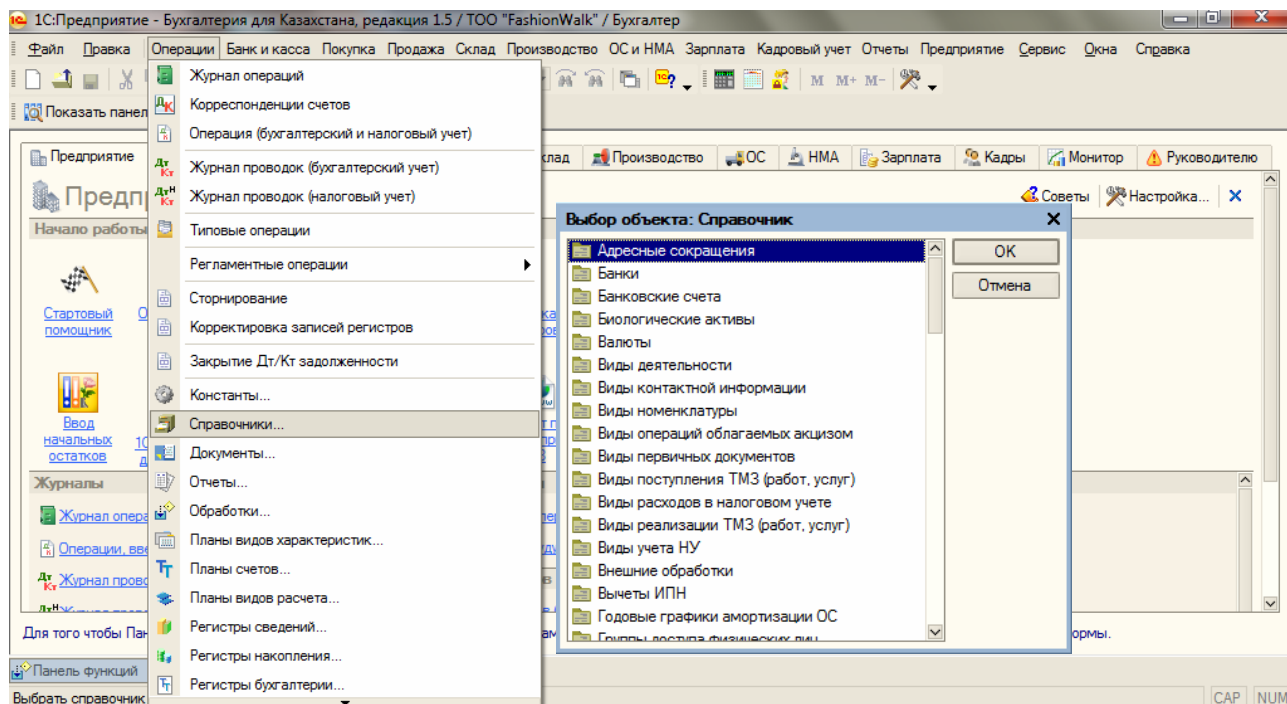 1С:Предприятие - Бухгалтерия для Казахстана, редакция 1.5 / ТОО "FashionWalk" / Бухгалтер
Файл Правка Операции Банк и касса Покупка Продажа Склад Производство ОС и НМА Зарплата Кадровый учет Отчеты Предприятие Сервис Окна Справка
M M+ M-
Показать панел
Журнал операций
Корреспонденции счетов
Операция (бухгалтерский и налоговый учет)
Журнал проводок (бухгалтерский учет)
Журнал проводок (налоговый учет)
Типовые операции
Регламентные операции
Сторнирование
Корректировка записей регистров
Закрытие Дт/Кт задолженности
Константы...
Справочники...
Документы...
Отчеты...
Обработки...
Планы видов характеристик...
Планы счетов...
Планы видов расчета...
Регистры сведений...
Регистры накопления...
Регистры бухгалтерии...
Предприятие
клад Производство ОС НМА Зарплата Кадры Монитор Руководителю
Предп
Советы Настройка...
Начало работы
Стартовый
помощник
Ввод
начальных
остатков
Журналы
Журнал опера
Операции, вве
Журнал прово
Для того чтобы Пан
ормы.
Выбор объекта: Справочник
Адресные сокращения
Банки
Банковские счета
Биологические активы
Валюты
Виды деятельности
Виды контактной информации
Виды номенклатуры
Виды операций облагаемых акцизом
Виды первичных документов
Виды поступления ТМЗ (работ, услуг)
Виды расходов в налоговом учете
Виды реализации ТМЗ (работ, услуг)
Виды учета НУ
Внешние обработки
Вычеты ИПН
Годовые графики амортизации ОС
Группы доступа физических лиц
OK
Отмена
Панель функций
Выбрать справочник
CAP NUM